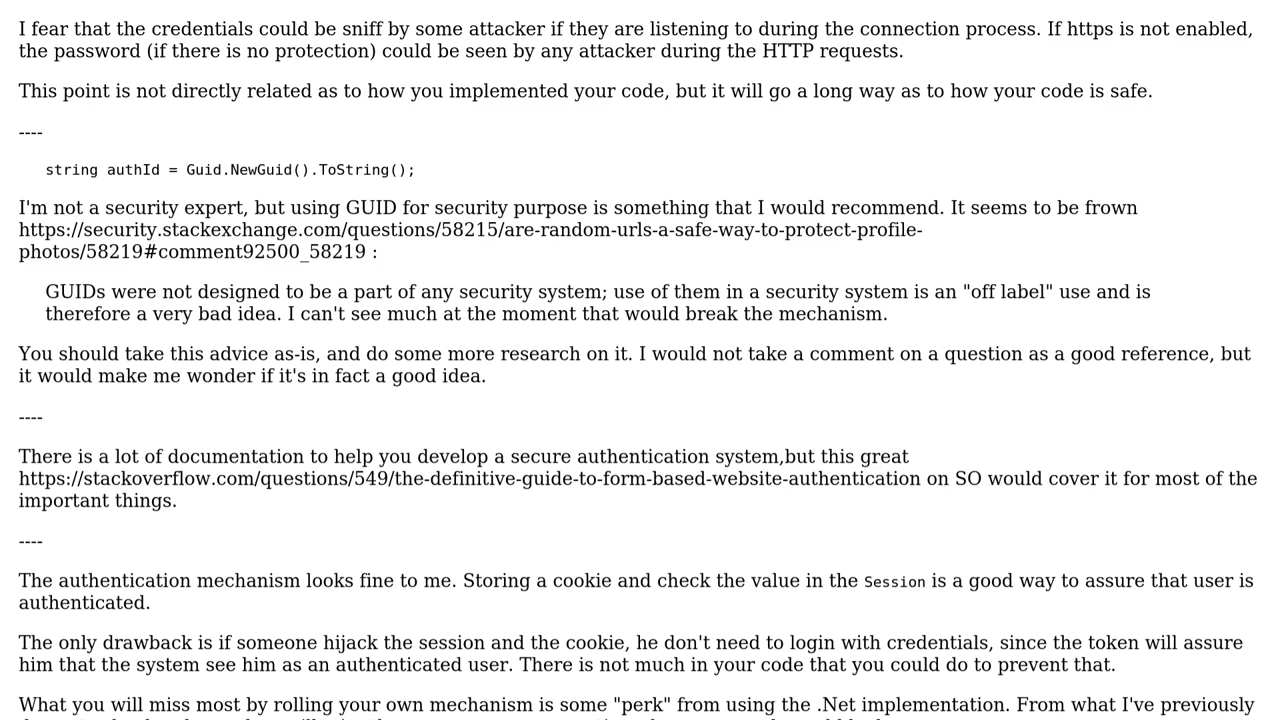 I fear that the credentials could be sniff by some attacker if they are listening to during the connection process. If https is not enabled,
the password (if there is no protection) could be seen by any attacker during the HTTP requests.
This point is not directly related as to how you implemented your code, but it will go a long way as to how your code is safe.
----
string authId = Guid.NewGuid().ToString();
I'm not a security expert, but using GUID for security purpose is something that I would recommend. It seems to be frown
https://security.stackexchange.com/questions/58215/are-random-urls-a-safe-way-to-protect-profile-
photos/58219#comment92500_58219 :
GUIDs were not designed to be a part of any security system; use of them in a security system is an "off label" use and is
therefore a very bad idea. I can't see much at the moment that would break the mechanism.
You should take this advice as-is, and do some more research on it. I would not take a comment on a question as a good reference, but
it would make me wonder if it's in fact a good idea.
----
There is a lot of documentation to help you develop a secure authentication system,but this great
https://stackoverflow.com/questions/549/the-definitive-guide-to-form-based-website-authentication on SO would cover it for most of the
important things.
----
The authentication mechanism looks fine to me. Storing a cookie and check the value in the Session is a good way to assure that user is
authenticated.
The only drawback is if someone hijack the session and the cookie, he don't need to login with credentials, since the token will assure
him that the system see him as an authenticated user. There is not much in your code that you could do to prevent that.
What you will miss most by rolling your own mechanism is some "perk" from using the .Net implementation. From what I've previously